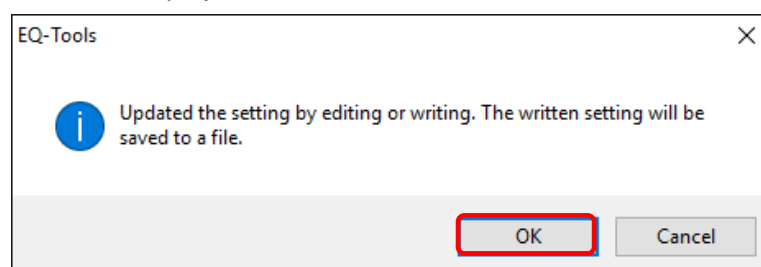 EQ-Tools
Updated the setting by editing or writing. The written setting will be
saved to a file.
OK
Cancel